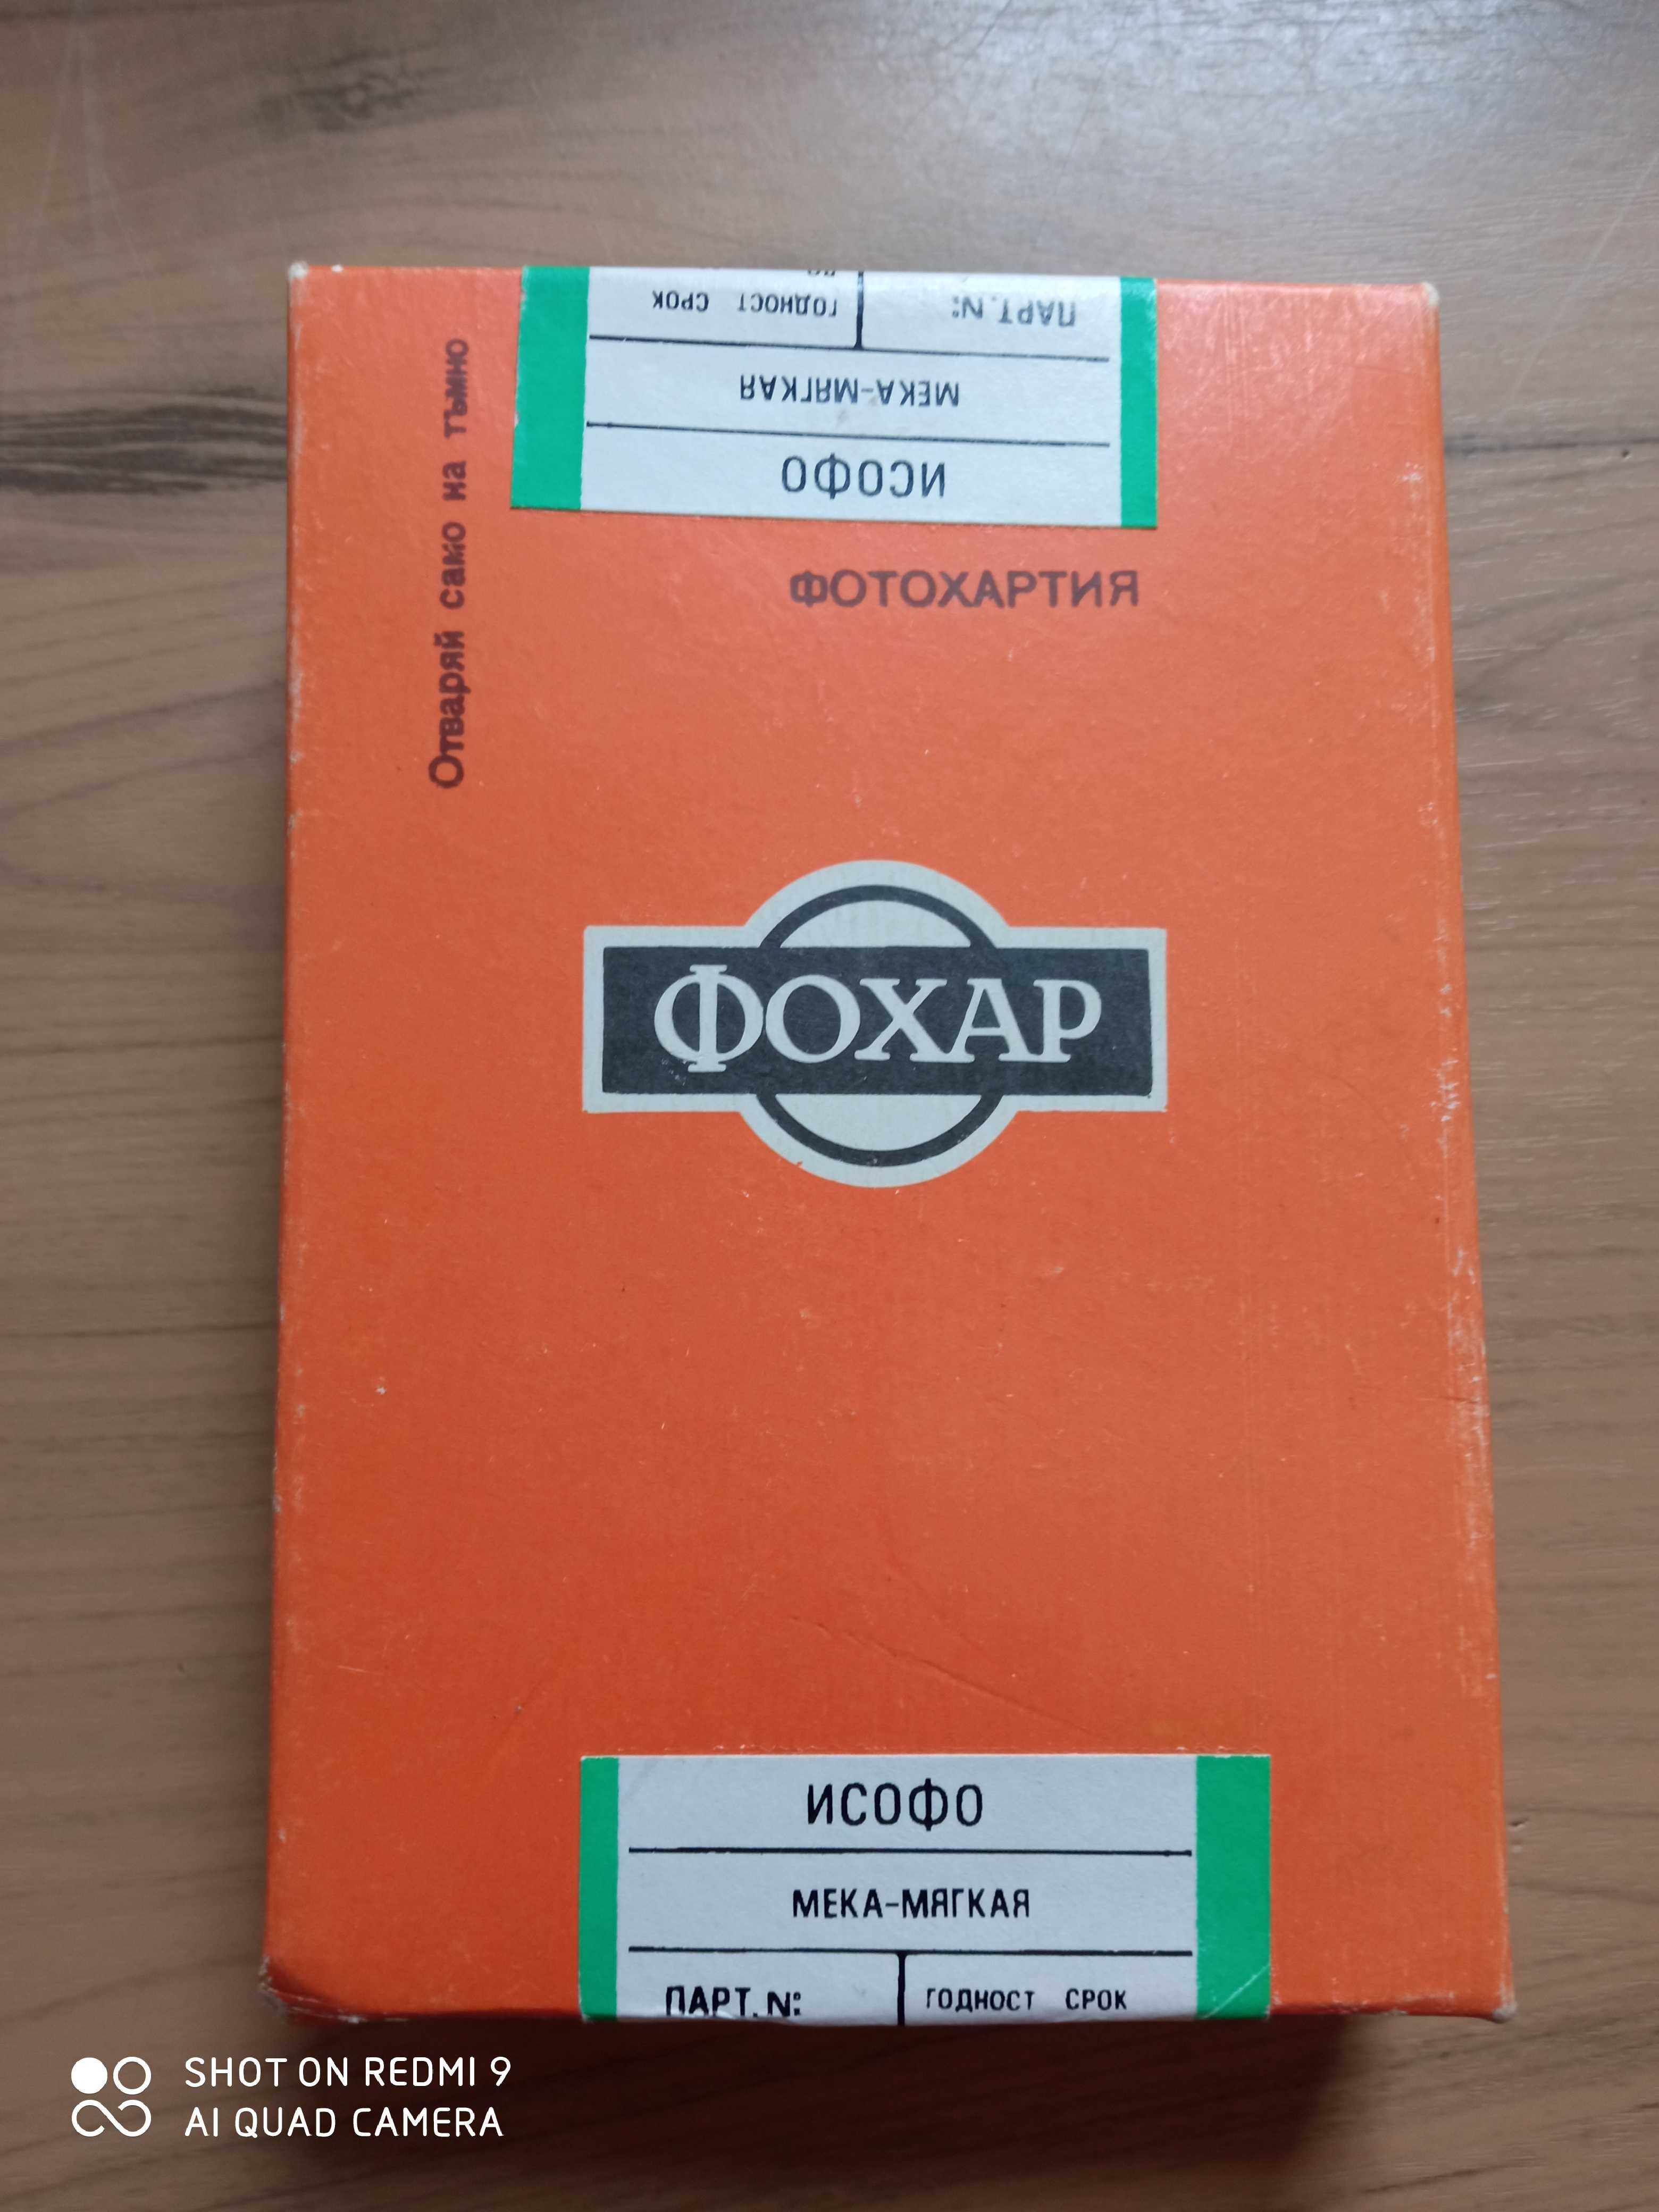 ПАРТ.N:
ГОДНОСТ СРОК
МЕКА-МЯГКАЯ
ИСОФО
Отваряй само на тъмно
ФОТОХАРТИЯ
ФОХАР
ИСОФО
МЕКА-МЯГКАЯ
ПАРТ.N:
ГОДНОСТ СРОК
SHOT ON REDMI 9
AI QUAD CAMERA